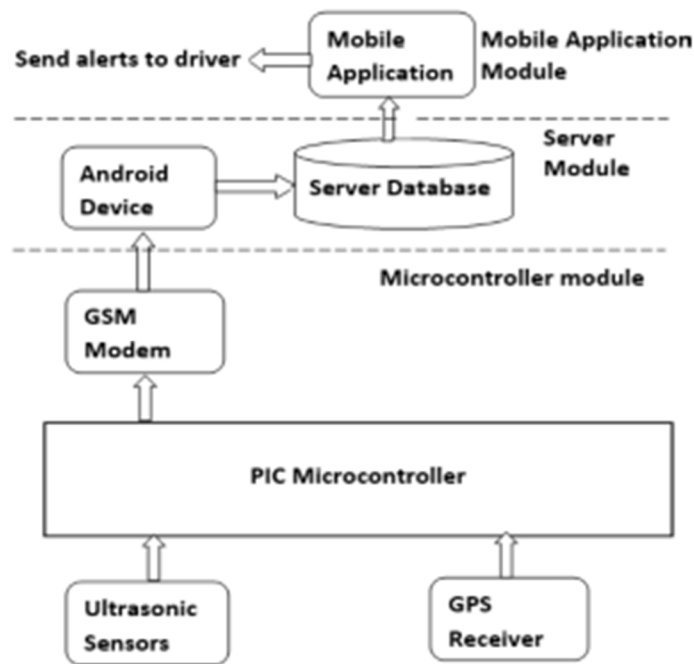 Send alerts to driver
Mobile
Application
Mobile Application
Module
Server
Module
Android
Device
Server Database
Microcontroller module
GSM
Modem
PIC Microcontroller
Ultrasonic
Sensors
GPS
Receiver